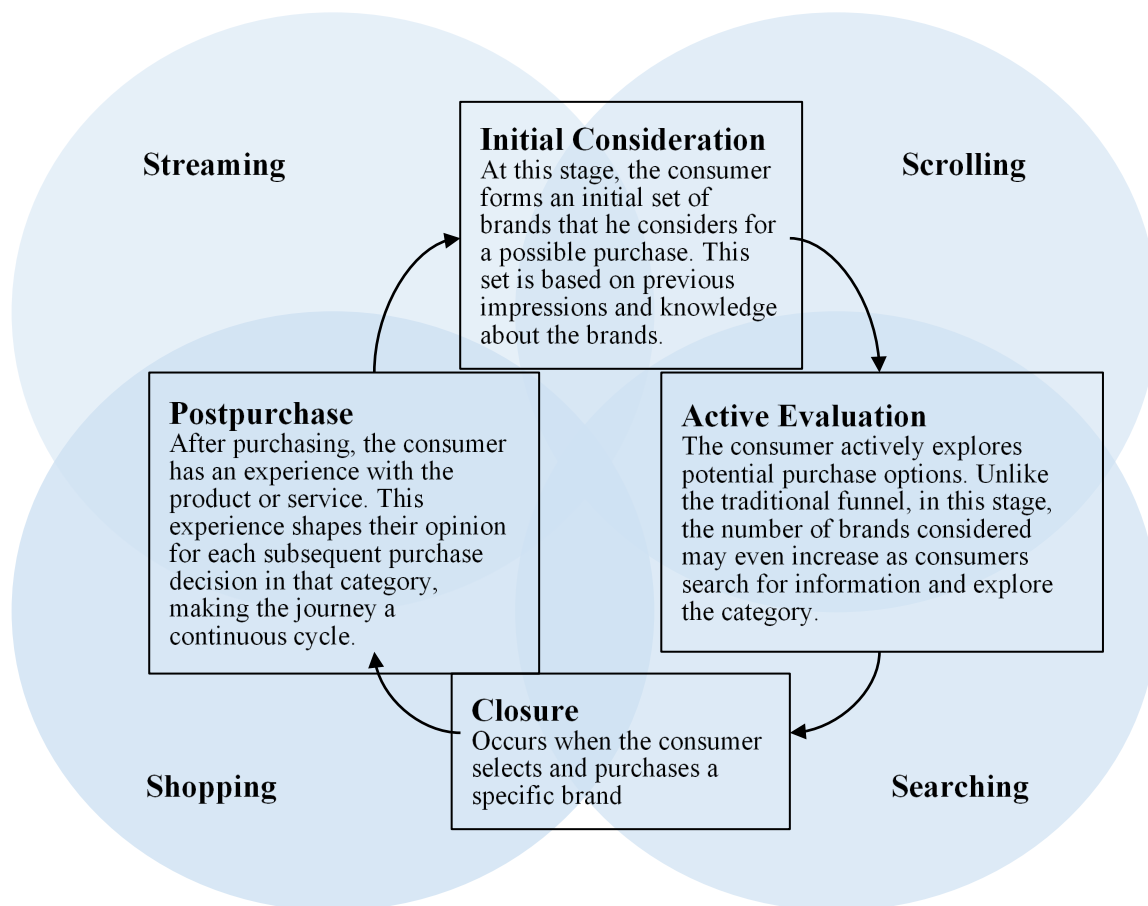 Streaming
Scrolling
Initial Consideration
At this stage, the consumer
forms an initial set of
brands that he considers for
a possible purchase. This
set is based on previous
impressions and knowledge
about the brands.
Postpurchase
After purchasing, the consumer
has an experience with the
product or service. This
experience shapes their opinion
for each subsequent purchase
decision in that category,
making the journey a
continuous cycle.
Active Evaluation
The consumer actively explores
potential purchase options. Unlike
the traditional funnel, in this stage,
the number of brands considered
may even increase as consumers
search for information and explore
the category.
Closure
Occurs when the consumer
selects and purchases a
specific brand
Shopping
Searching